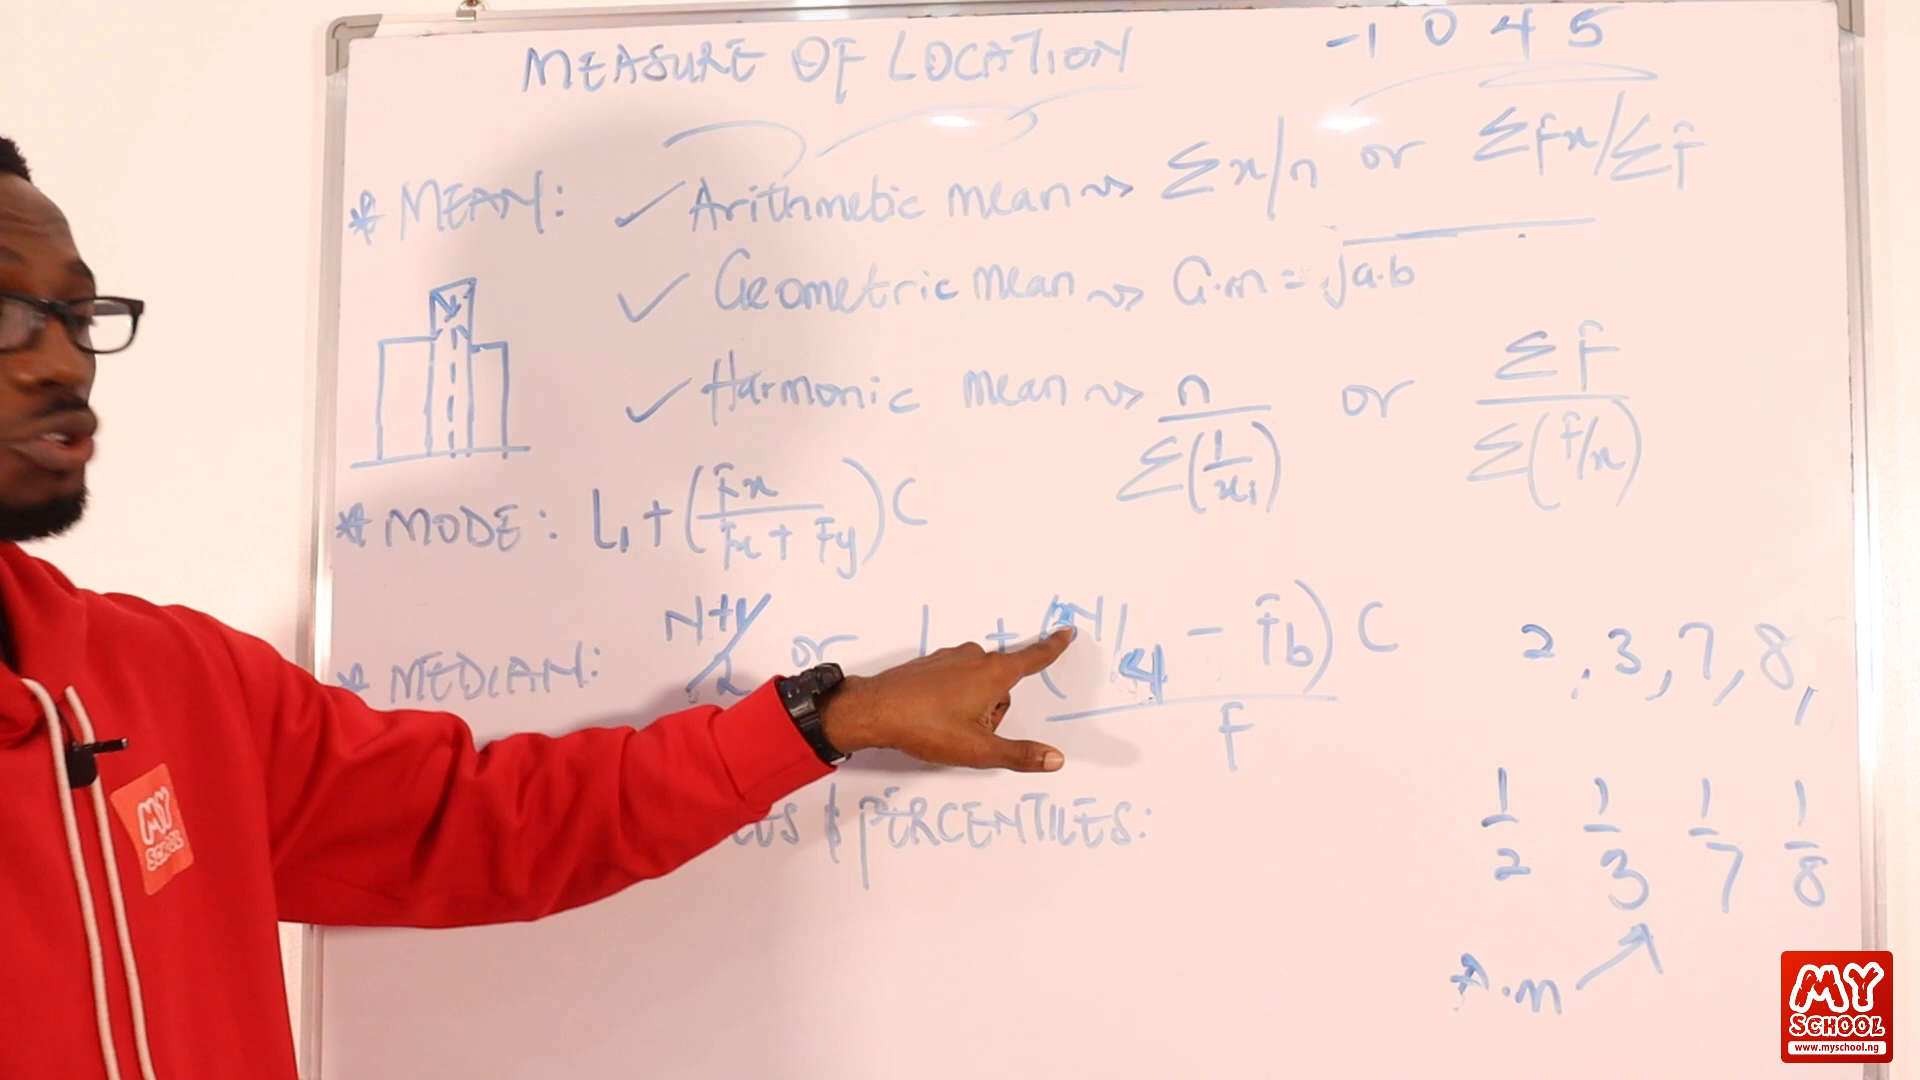 -1 0 4 5
MEASURE OF LOCATION
* MEAN: ✓ Arithmetic mean ⇝ Σx/n or Σfx/Σf
✓ Geometric mean ⇝ G.m = √a.b
✓ Harmonic mean ⇝ n / Σ(1/xi) or Σf / Σ(f/x)
* MODE: L1 + (Fx / Fx + Fy) C
* MEDIAN: N+1/2 or L + (N/4 - Fb) C
F
2, 3, 7, 8,
& PERCENTILES:
1/2 1/3 1/7 1/8
A.m
MY SCHOOL
MY
SCHOOL
www.myschool.ng